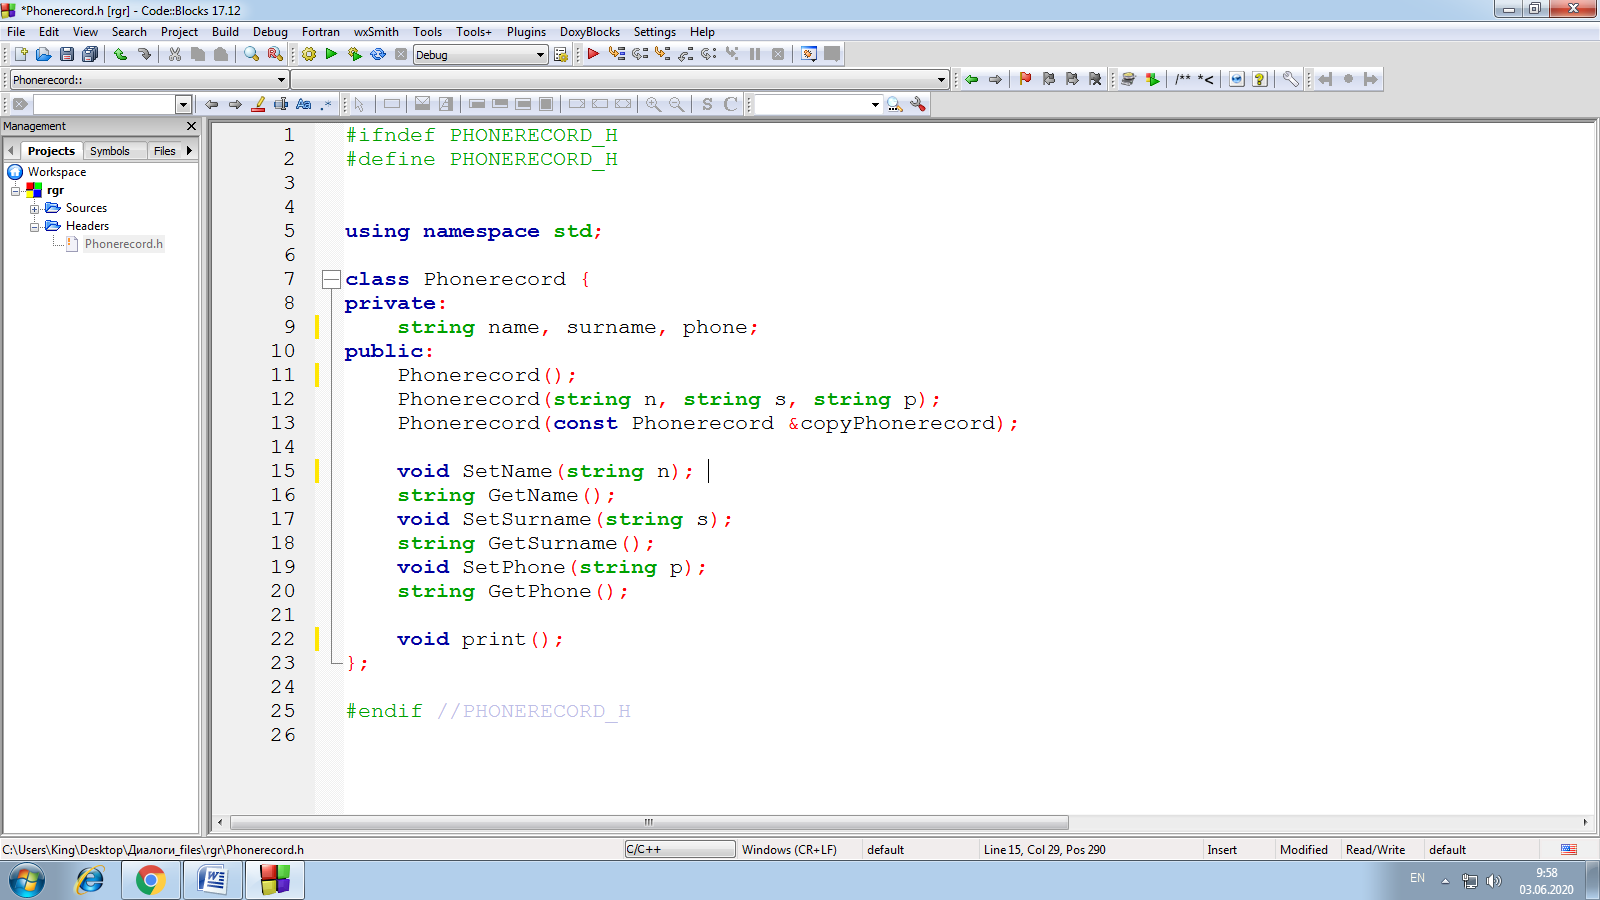 *Phonerecord.h [rgr] - Code::Blocks 17.12
File Edit View Search Project Build Debug Fortran wxSmith Tools Tools+ Plugins DoxyBlocks Settings Help
Debug
Phonerecord::
/** *<
Aa .*
S C
Management
Projects Symbols Files
Workspace
rgr
Sources
Headers
Phonerecord.h
1 #ifndef PHONERECORD_H
2 #define PHONERECORD_H
3
4
5 using namespace std;
6
7 class Phonerecord {
8 private:
9 string name, surname, phone;
10 public:
11 Phonerecord();
12 Phonerecord(string n, string s, string p);
13 Phonerecord(const Phonerecord &copyPhonerecord);
14
15 void SetName(string n);
16 string GetName();
17 void SetSurname(string s);
18 string GetSurname();
19 void SetPhone(string p);
20 string GetPhone();
21
22 void print();
23 };
24
25 #endif //PHONERECORD_H
26
C:\Users\King\Desktop\Диалоги_files\rgr\Phonerecord.h C/C++ Windows (CR+LF) default Line 15, Col 29, Pos 290 Insert Modified Read/Write default
EN 9:58
03.06.2020